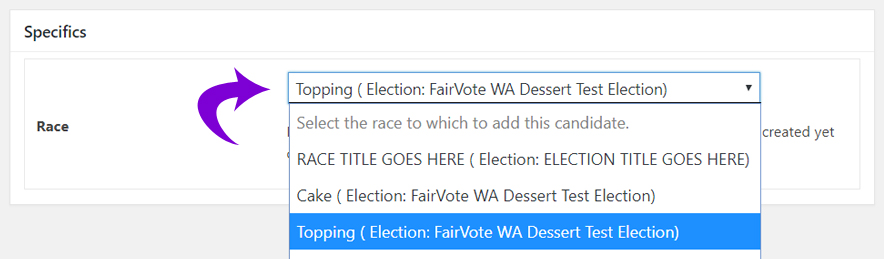 Specifics
Topping ( Election: FairVote WA Dessert Test Election)
Race
Select the race to which to add this candidate.
created yet
RACE TITLE GOES HERE ( Election: ELECTION TITLE GOES HERE)
Cake ( Election: FairVote WA Dessert Test Election)
Topping ( Election: FairVote WA Dessert Test Election)